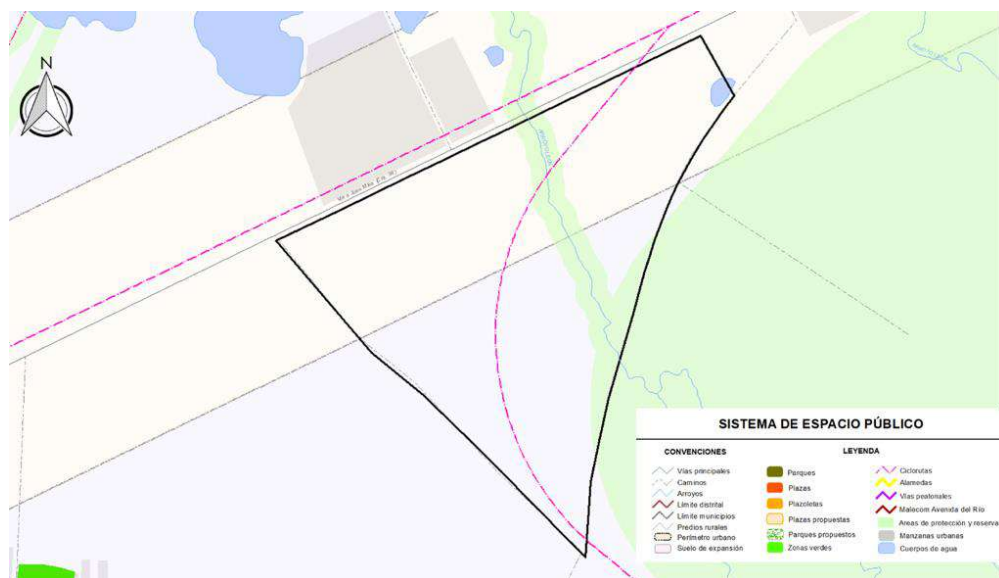 N
SISTEMA DE ESPACIO PÚBLICO
CONVENCIONES
Vías principales
Caminos
Arroyos
Límite distrital
Límite municipios
Predios rurales
Perímetro urbano
Suelo de expansión
LEYENDA
Parques
Plazas
Plazoletas
Plazas propuestas
Parques propuestos
Zonas verdes
Ciclorutas
Alamedas
Vías peatonales
Malecom Avenida del Río
Areas de protección y reserva
Manzanas urbanas
Cuerpos de agua